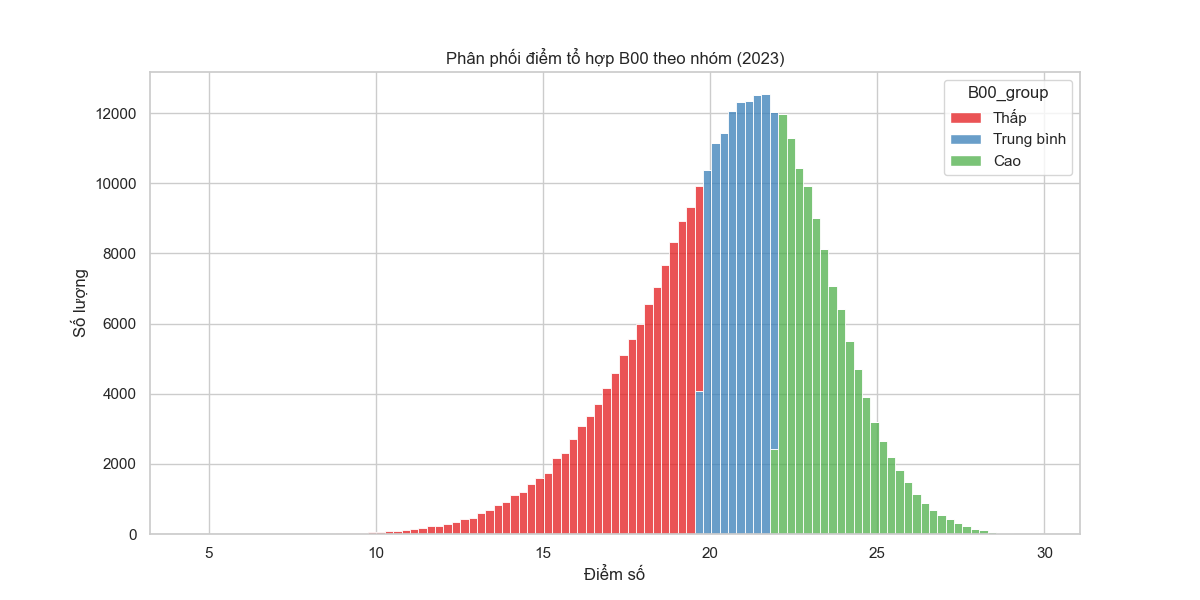 Phân phối điểm tổ hợp B00 theo nhóm (2023)
B00_group
Thấp
Trung bình
Cao
12000
10000
8000
6000
4000
2000
0
Số lượng
5
10
15
20
25
30
Điểm số